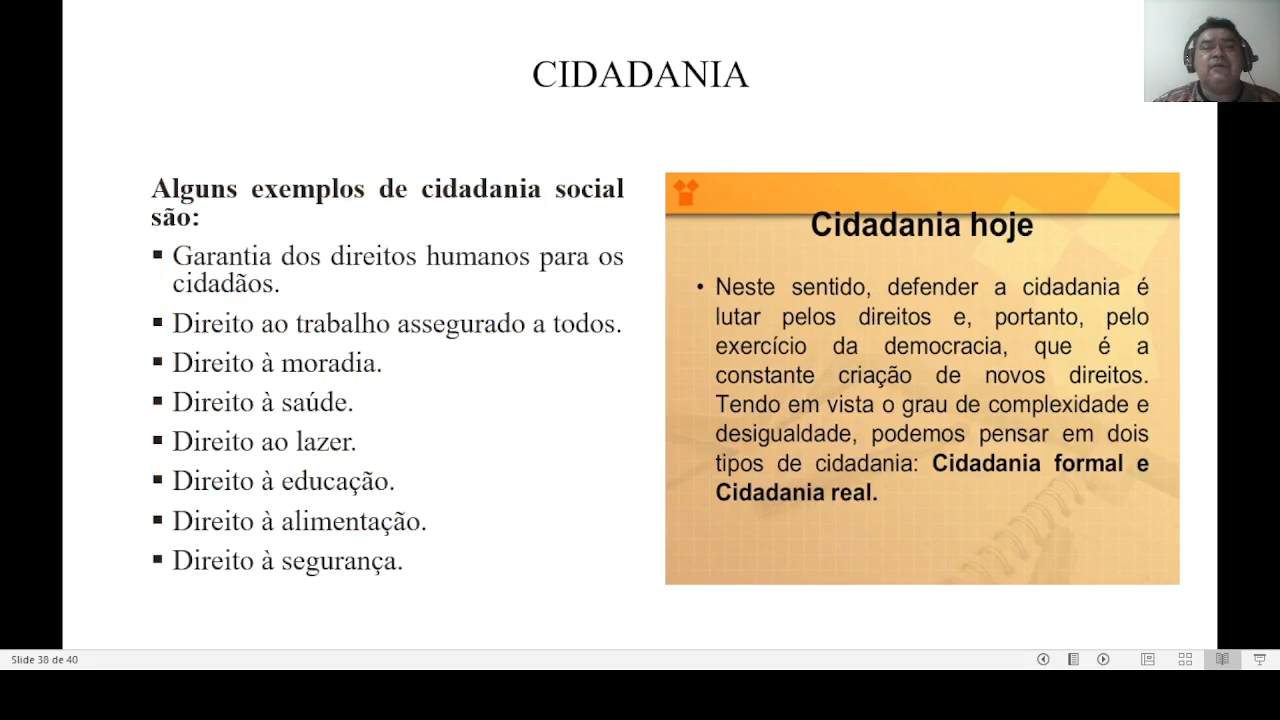 CIDADANIA
Alguns exemplos de cidadania social
são:
▪ Garantia dos direitos humanos para os
cidadãos.
▪ Direito ao trabalho assegurado a todos.
▪ Direito à moradia.
▪ Direito à saúde.
▪ Direito ao lazer.
▪ Direito à educação.
▪ Direito à alimentação.
▪ Direito à segurança.
Cidadania hoje
• Neste sentido, defender a cidadania é
lutar pelos direitos e, portanto, pelo
exercício da democracia, que é a
constante criação de novos direitos.
Tendo em vista o grau de complexidade e
desigualdade, podemos pensar em dois
tipos de cidadania: Cidadania formal e
Cidadania real.
Slide 38 de 40